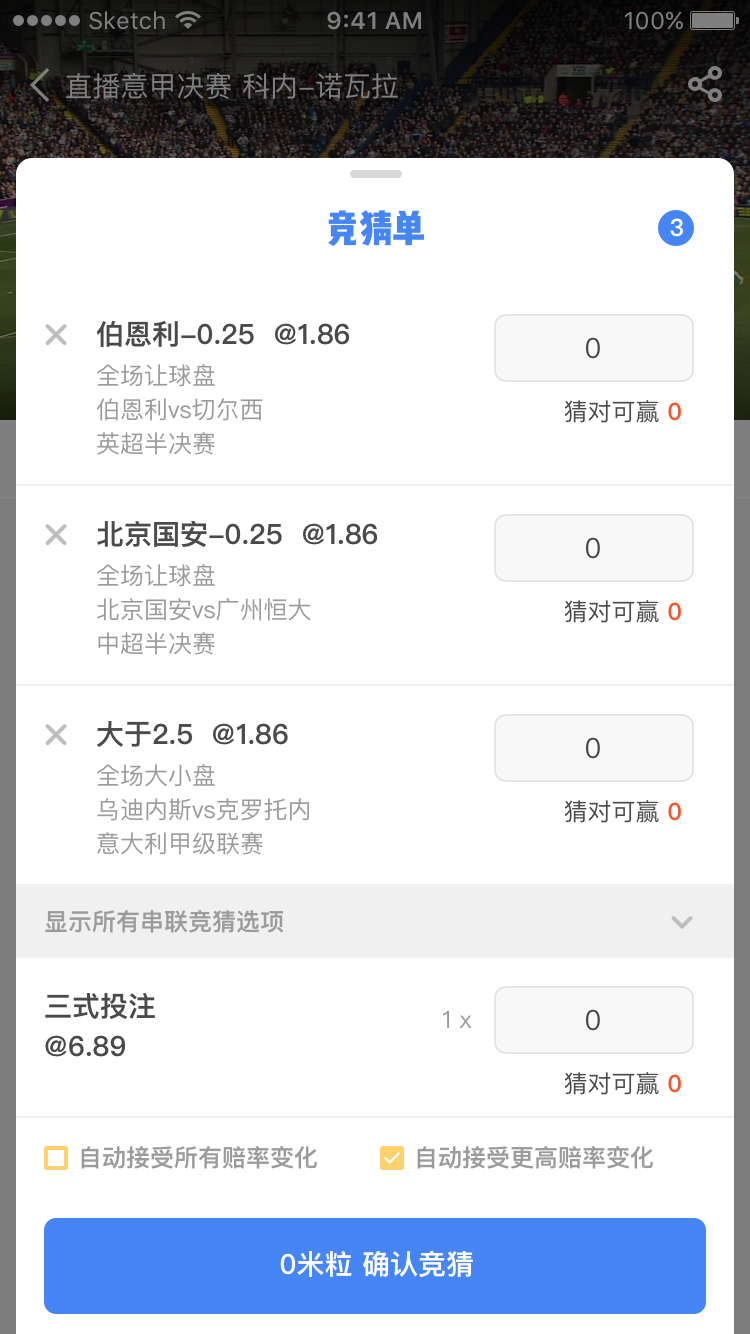 Sketch 9:41 AM 100%
直播意甲决赛 科内–诺瓦拉
竞猜单 3
伯恩利–0.25 @1.86 0
全场让球盘
伯恩利vs切尔西 猜对可赢 0
英超半决赛
北京国安–0.25 @1.86 0
全场让球盘
北京国安vs广州恒大 猜对可赢 0
中超半决赛
大于2.5 @1.86 0
全场大小盘
乌迪内斯vs克罗托内 猜对可赢 0
意大利甲级联赛
显示所有串联竞猜选项
三式投注 1 x 0
@6.89
猜对可赢 0
自动接受所有赔率变化 自动接受更高赔率变化
0米粒 确认竞猜